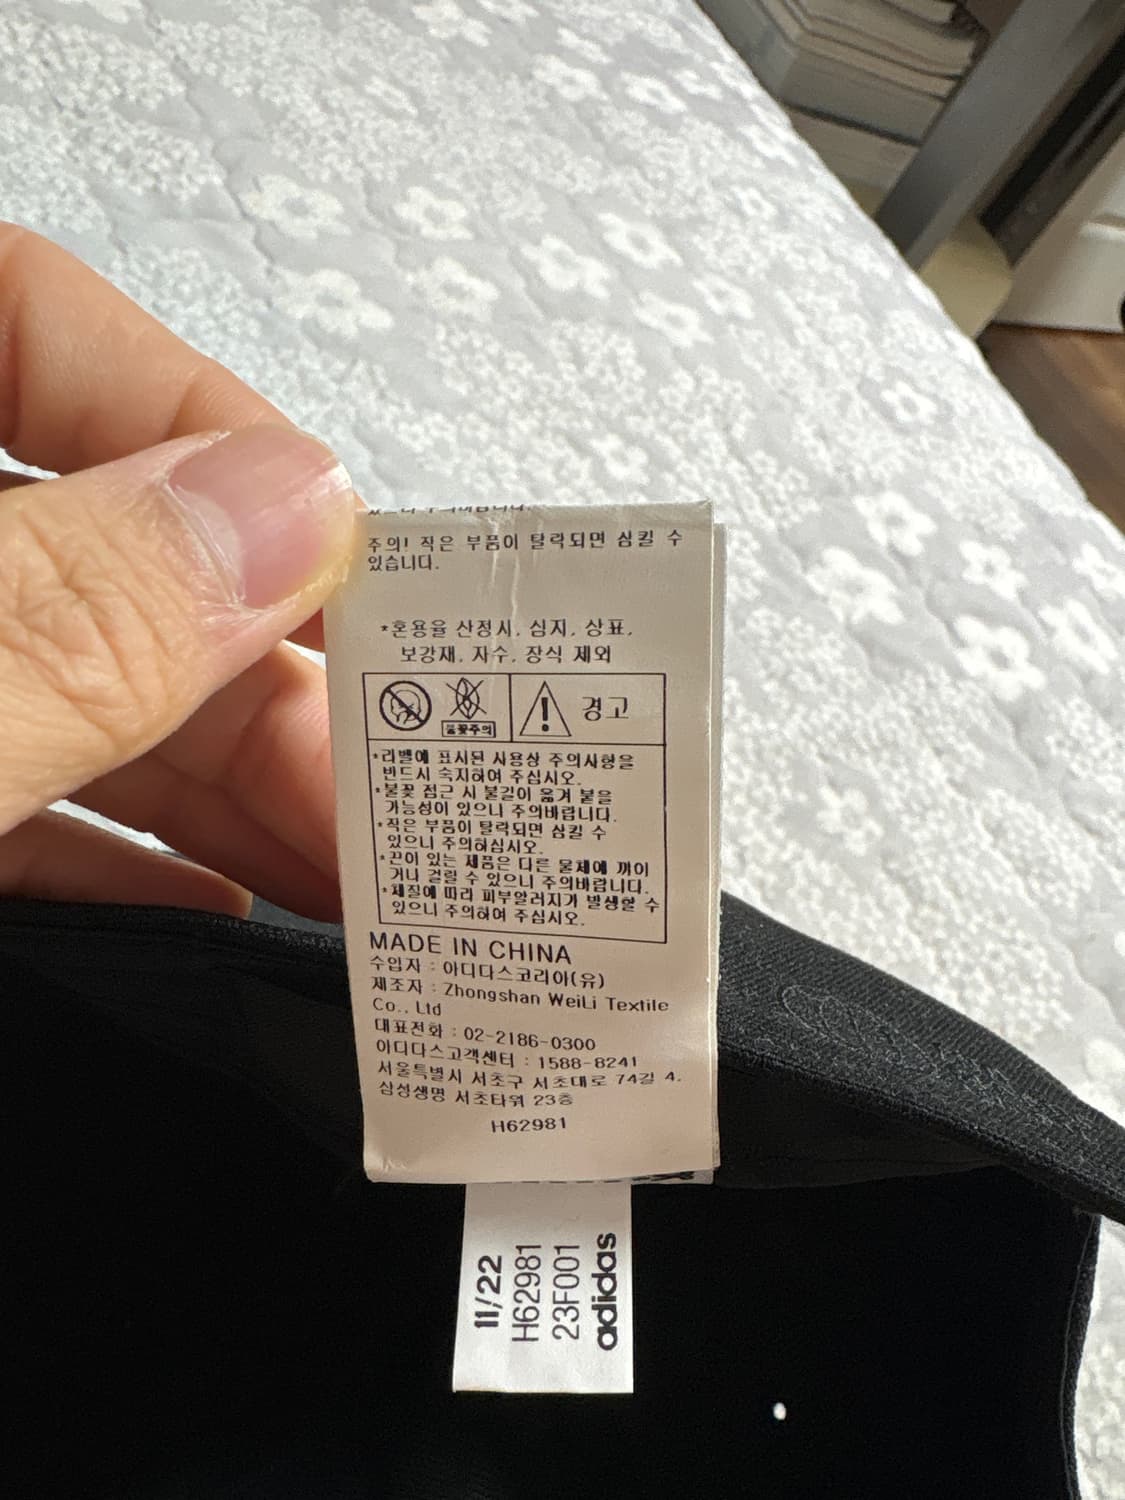 주의! 작은 부품이 탈락되면 삼킬 수
있습니다.
*혼용율 산정시, 심지, 상표,
보강재, 자수, 장식 제외
불꽃주의
경고
*라벨에 표시된 사용상 주의사항을
반드시 숙지하여 주십시오.
*불꽃 접근 시 불길이 옮겨 붙을
가능성이 있으니 주의바랍니다.
*작은 부품이 탈락되면 삼킬 수
있으니 주의하십시오.
*끈이 있는 제품은 다른 물체에 끼이
거나 걸릴 수 있으니 주의바랍니다.
*체질에 따라 피부알러지가 발생할 수
있으니 주의하여 주십시오.
MADE IN CHINA
수입자 : 아디다스코리아(유)
제조자 : Zhongshan WeiLi Textile
Co., Ltd
대표전화 : 02-2186-0300
아디다스고객센터 : 1588-8241
서울특별시 서초구 서초대로 74길 4,
삼성생명 서초타워 23층
H62981
11/22
H62981
23F001
adidas